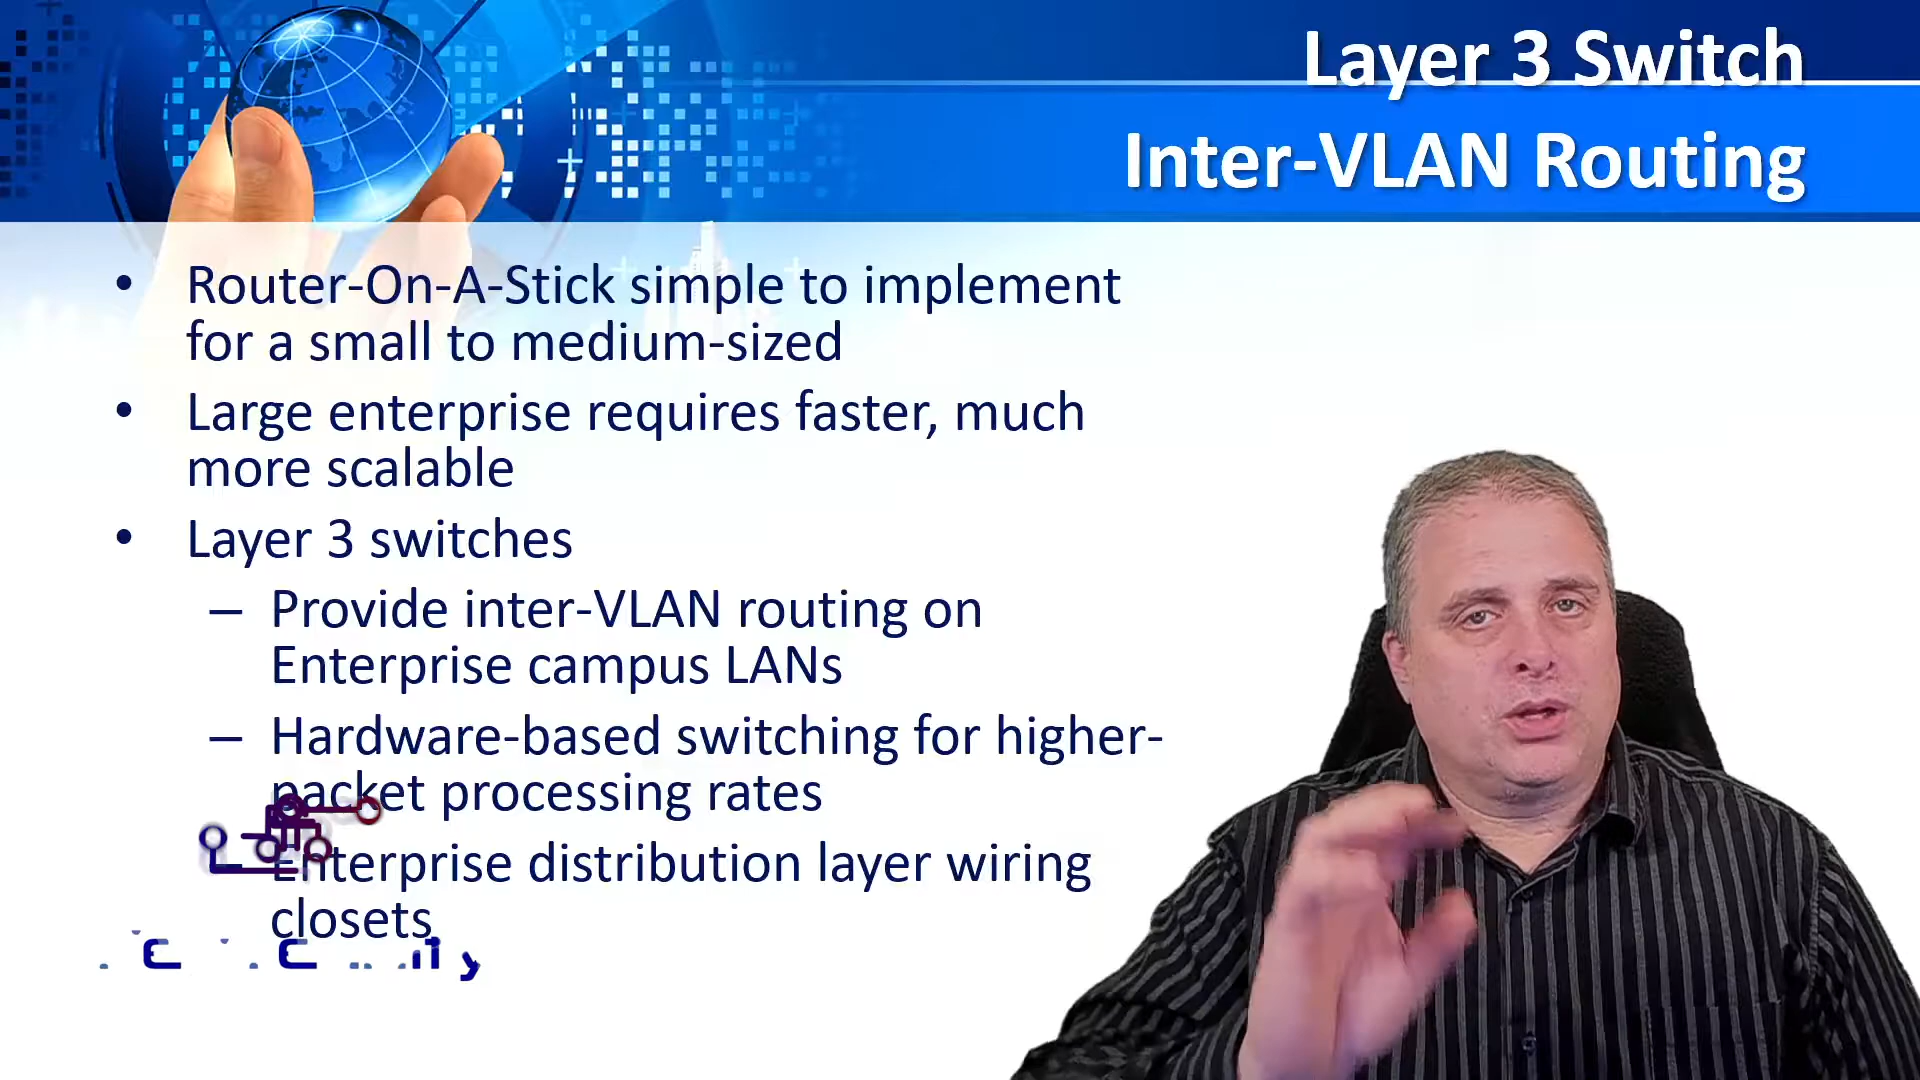 Layer 3 Switch
Inter-VLAN Routing
• Router-On-A-Stick simple to implement
for a small to medium-sized
• Large enterprise requires faster, much
more scalable
• Layer 3 switches
– Provide inter-VLAN routing on
Enterprise campus LANs
– Hardware-based switching for higher-
packet processing rates
Enterprise distribution layer wiring
closets